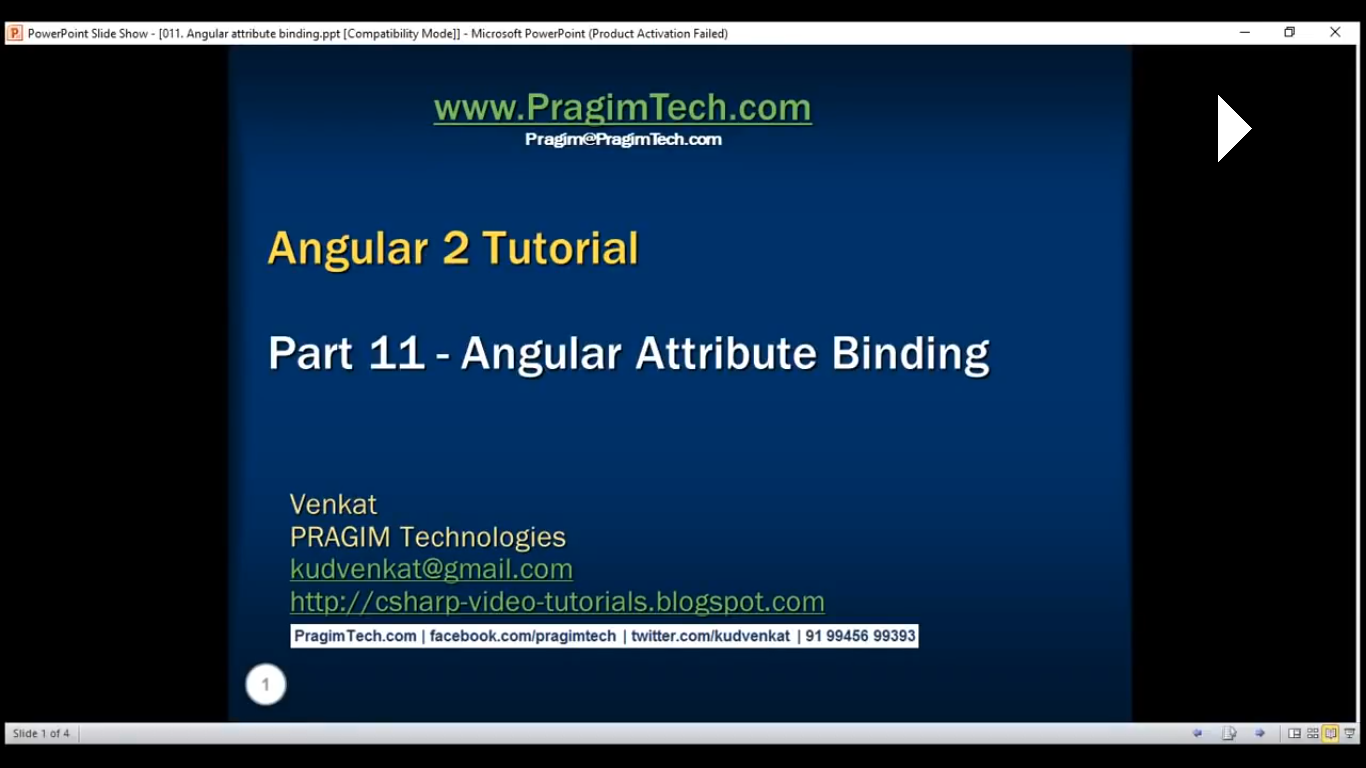 PowerPoint Slide Show - [011. Angular attribute binding.ppt [Compatibility Mode]] - Microsoft PowerPoint (Product Activation Failed)
www.PragimTech.com
Pragim@PragimTech.com
Angular 2 Tutorial
Part 11 - Angular Attribute Binding
Venkat
PRAGIM Technologies
kudvenkat@gmail.com
http://csharp-video-tutorials.blogspot.com
PragimTech.com | facebook.com/pragimtech | twitter.com/kudvenkat | 91 99456 99393
1
Slide 1 of 4